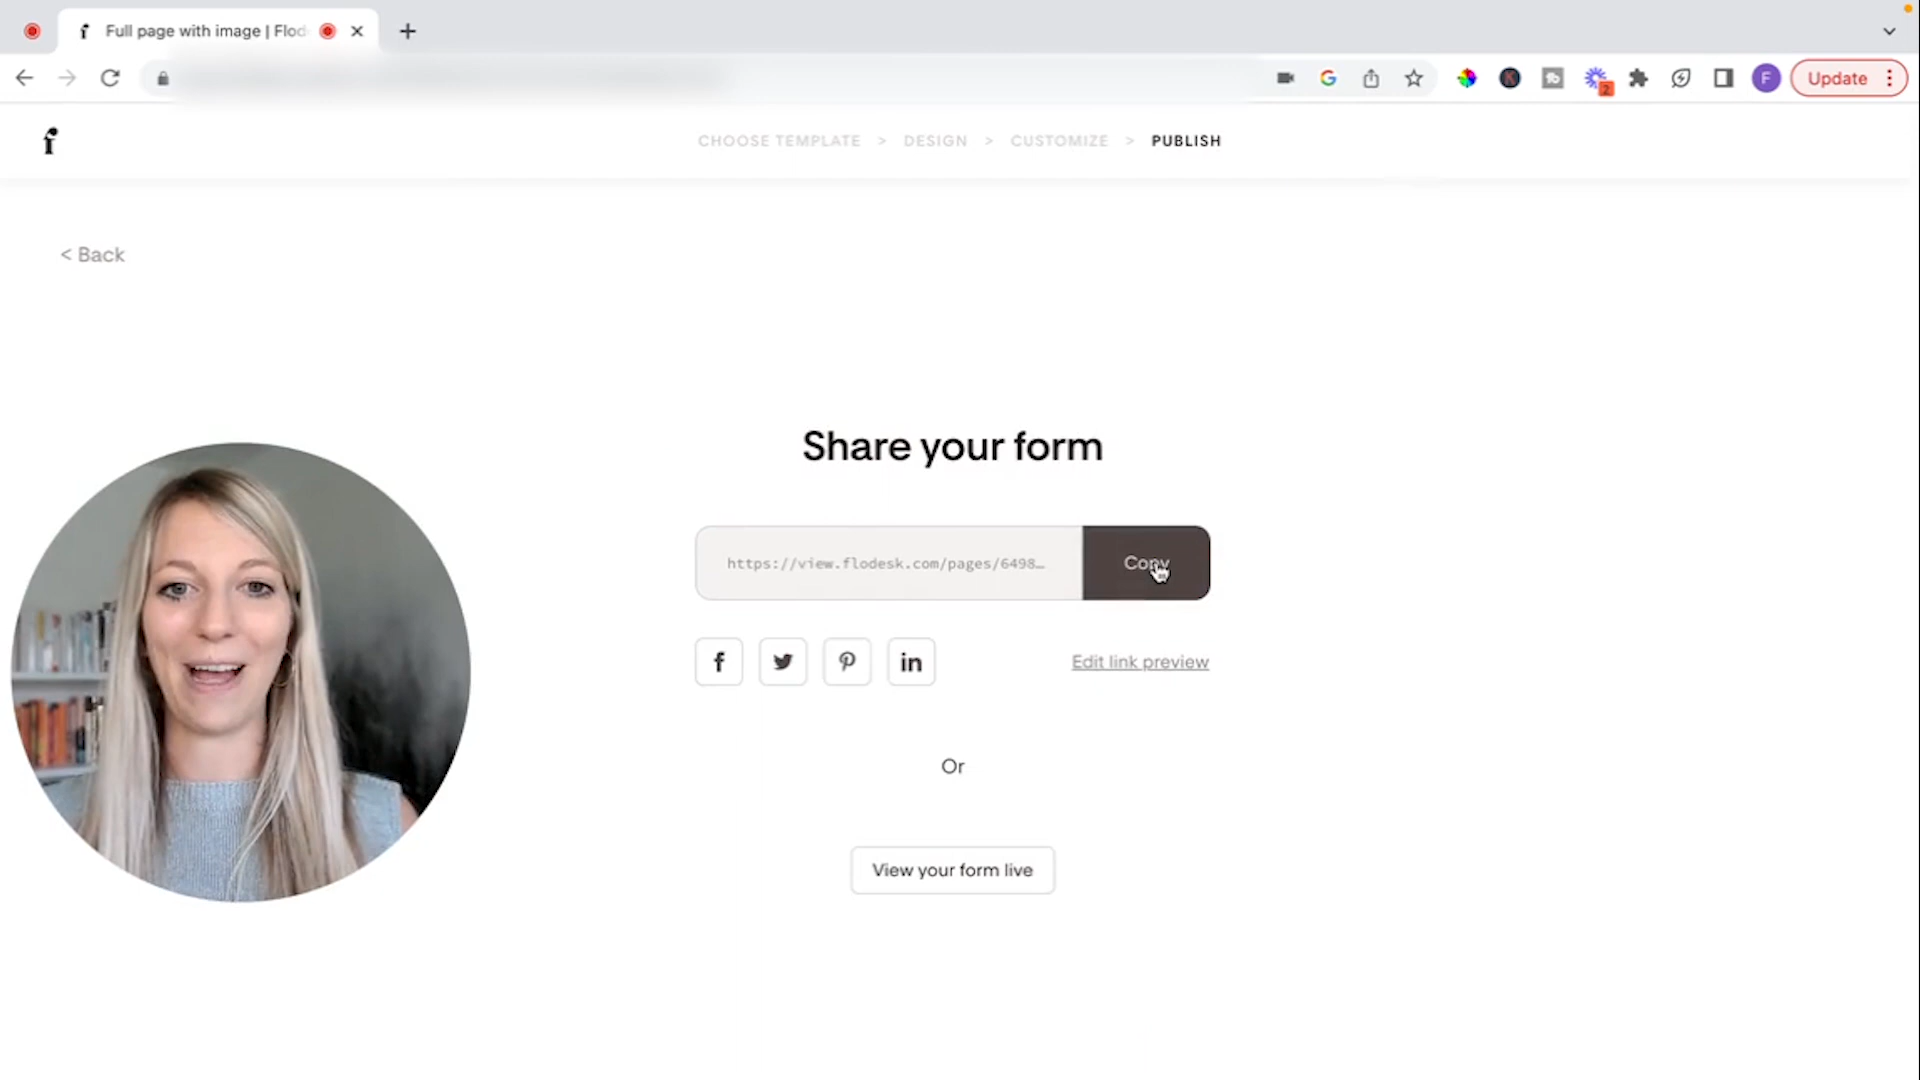 Full page with image | Flod
Update
2
F
CHOOSE TEMPLATE > DESIGN > CUSTOMIZE > PUBLISH
< Back
Share your form
https://view.flodesk.com/pages/6498…
Copy
Edit link preview
Or
View your form live